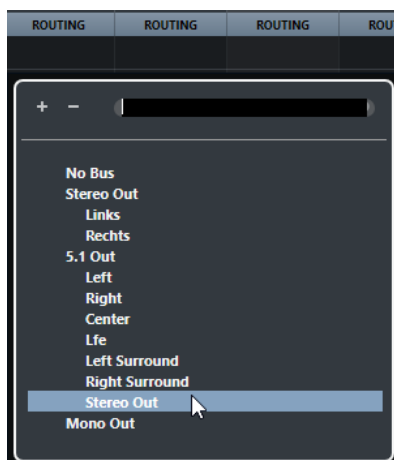 ROUTING ROUTING ROUTING ROU
No Bus
Stereo Out
Links
Rechts
5.1 Out
Left
Right
Center
Lfe
Left Surround
Right Surround
Stereo Out
Mono Out